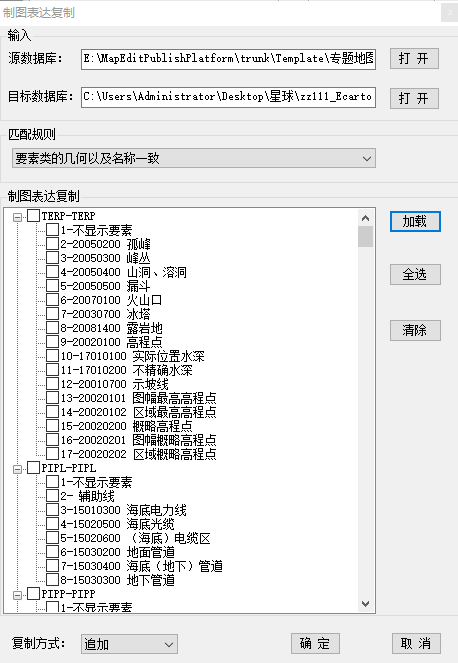 制图表达复制
输入
源数据库： E:\MapEditPublishPlatform\trunk\Template\专题地图 打 开
目标数据库： C:\Users\Administrator\Desktop\星球\zz111_Ecarto 打 开
匹配规则
要素类的几何以及名称一致
制图表达复制
加载
全选
清除
TERP-TERP
1-不显示要素
2-20050200 孤峰
3-20050300 峰丛
4-20050400 山洞、溶洞
5-20050500 漏斗
6-20070100 火山口
7-20030700 冰塔
8-20081400 露岩地
9-20020100 高程点
10-17010100 实际位置水深
11-17010200 不精确水深
12-20010700 示坡线
13-20020101 图幅最高高程点
14-20020102 区域最高高程点
15-20020200 概略高程点
16-20020201 图幅概略高程点
17-20020202 区域概略高程点
PIPL-PIPL
1-不显示要素
2- 辅助线
3-15010300 海底电力线
4-15020500 海底光缆
5-15020600 （海底）电缆区
6-15030200 地面管道
7-15030400 海底（地下）管道
8-15030300 地下管道
PIPP-PIPP
1-不显示要素
复制方式： 追加 确 定 取 消